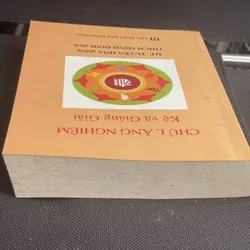 CHÚ LĂNG NGHIÊM
Kệ và Giảng Giải
HT. TUYÊN HÓA giảng
THÍCH MINH ĐỊNH dịch